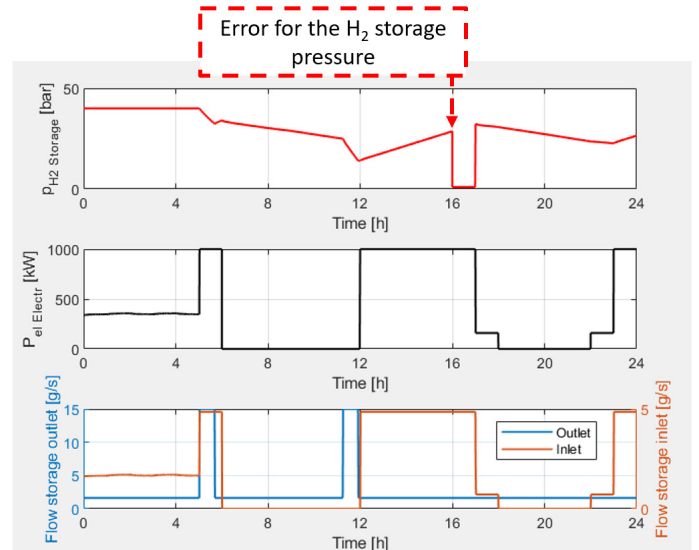 Error for the H2 storage
pressure
50
0
p H2 Storage [bar]
0 4 8 12 16 20 24
Time [h]
1000
500
0
P el Electr [kW]
0 4 8 12 16 20 24
Time [h]
15
10
5
0
Flow storage outlet [g/s]
Outlet
Inlet
5
0
Flow storage inlet [g/s]
0 4 8 12 16 20 24
Time [h]